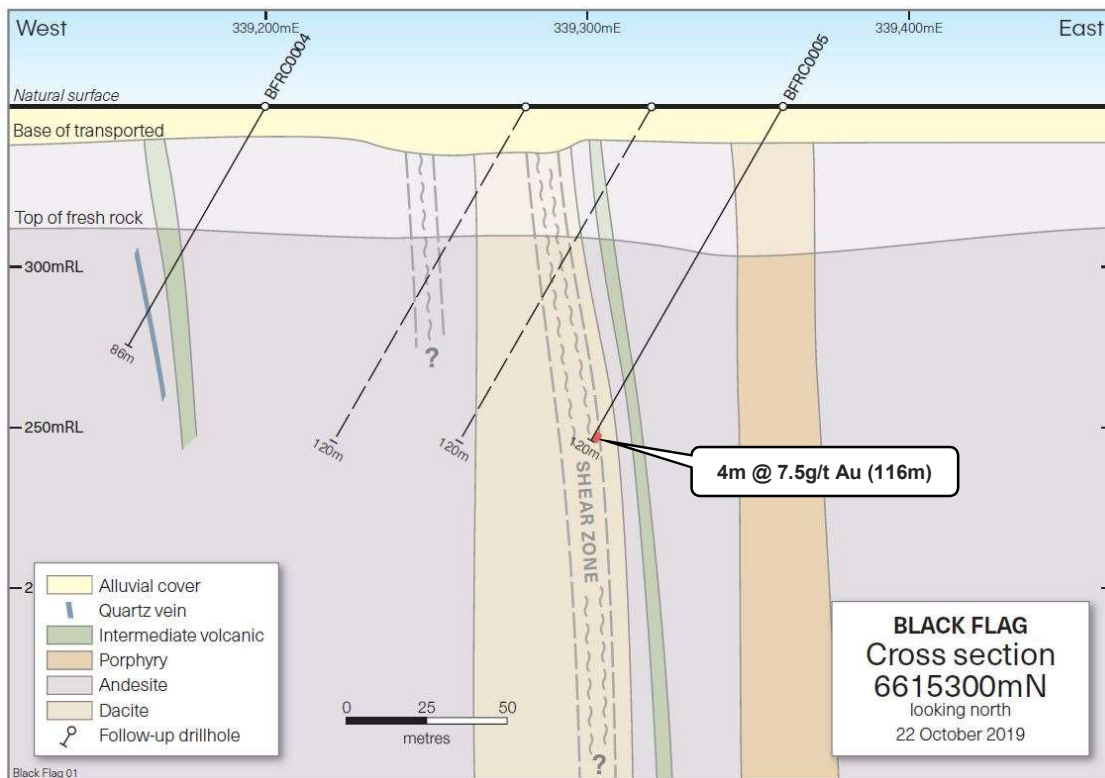 West
339,200mE
339,300mE
339,400mE
East
BFRC0004
BFRC0005
Natural surface
Base of transported
Top of fresh rock
300mRL
86m
?
250mRL
120m
120m
120m
4m @ 7.5g/t Au (116m)
SHEAR ZONE
2
Alluvial cover
Quartz vein
Intermediate volcanic
Porphyry
Andesite
Dacite
Follow-up drillhole
0 25 50
metres
?
BLACK FLAG
Cross section
6615300mN
looking north
22 October 2019
Black Flag 01